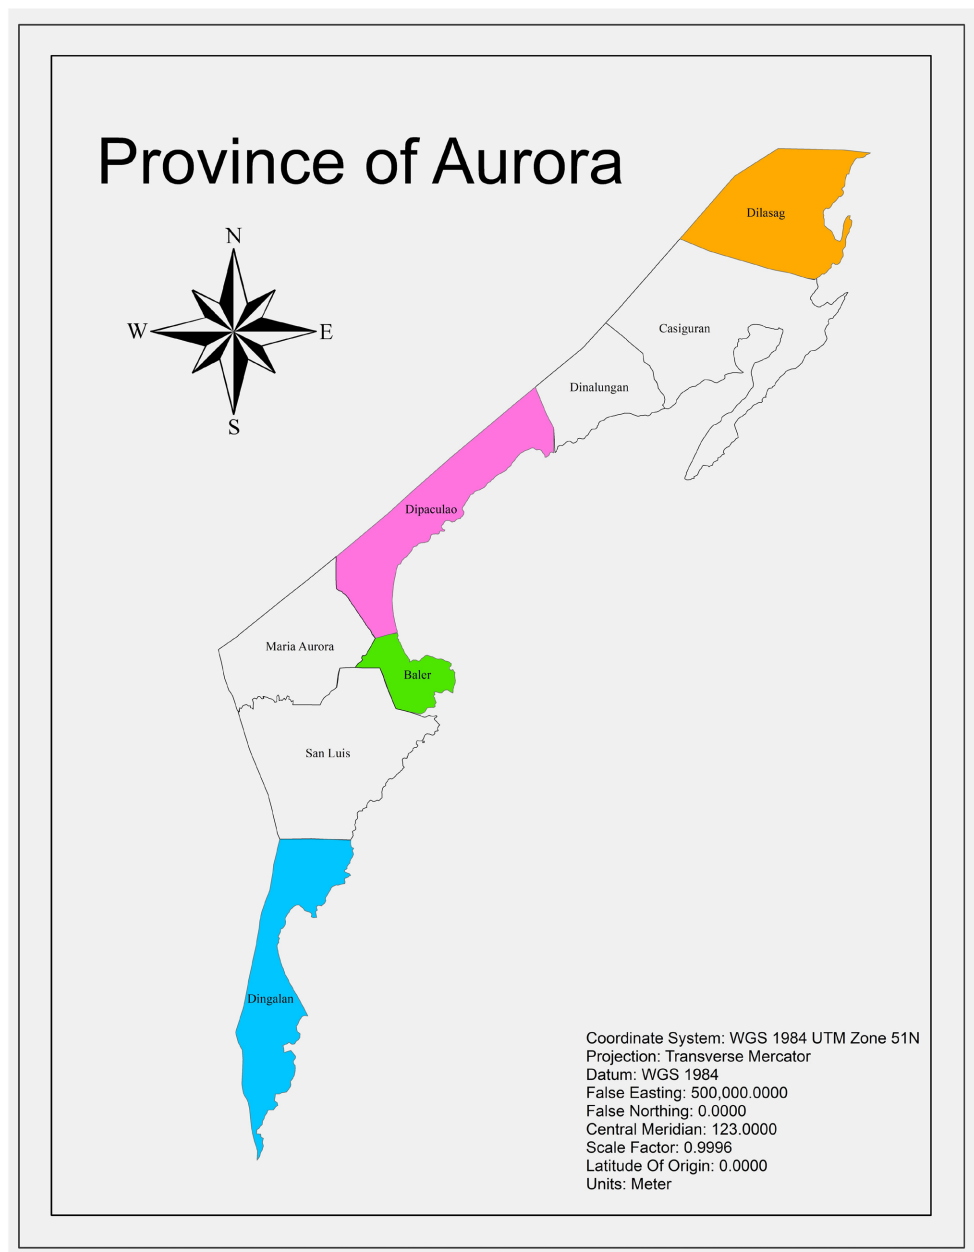 Province of Aurora
Dilasag
N
W
E
S
Casiguran
Dinalungan
Dipaculao
Maria Aurora
Baler
San Luis
Dingalan
Coordinate System: WGS 1984 UTM Zone 51N
Projection: Transverse Mercator
Datum: WGS 1984
False Easting: 500,000.0000
False Northing: 0.0000
Central Meridian: 123.0000
Scale Factor: 0.9996
Latitude Of Origin: 0.0000
Units: Meter